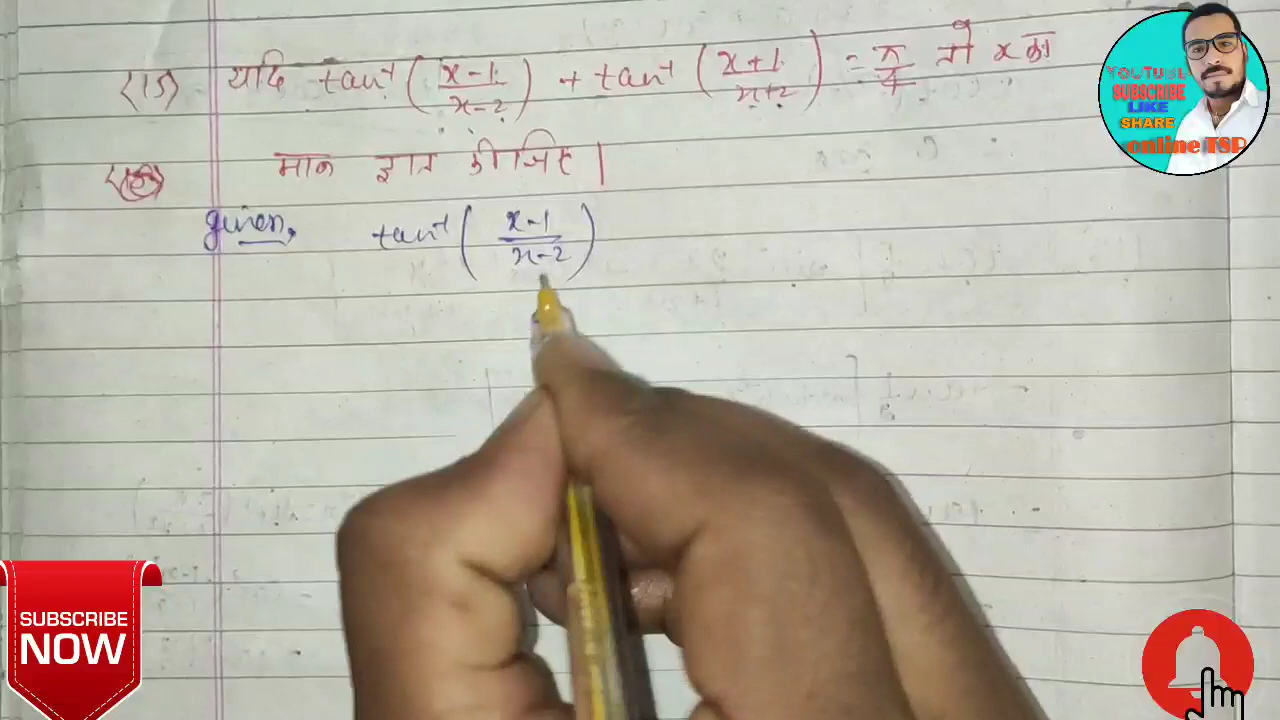 (15) यदि tan⁻¹ (x-1/x-2) + tan⁻¹ (x+1/x+2) = π/4 तो x का
मान ज्ञात कीजिए |
given, tan⁻¹ (x-1/x-2)
YOUTUBE
SUBSCRIBE
LIKE
SHARE
online TSP
SUBSCRIBE
NOW